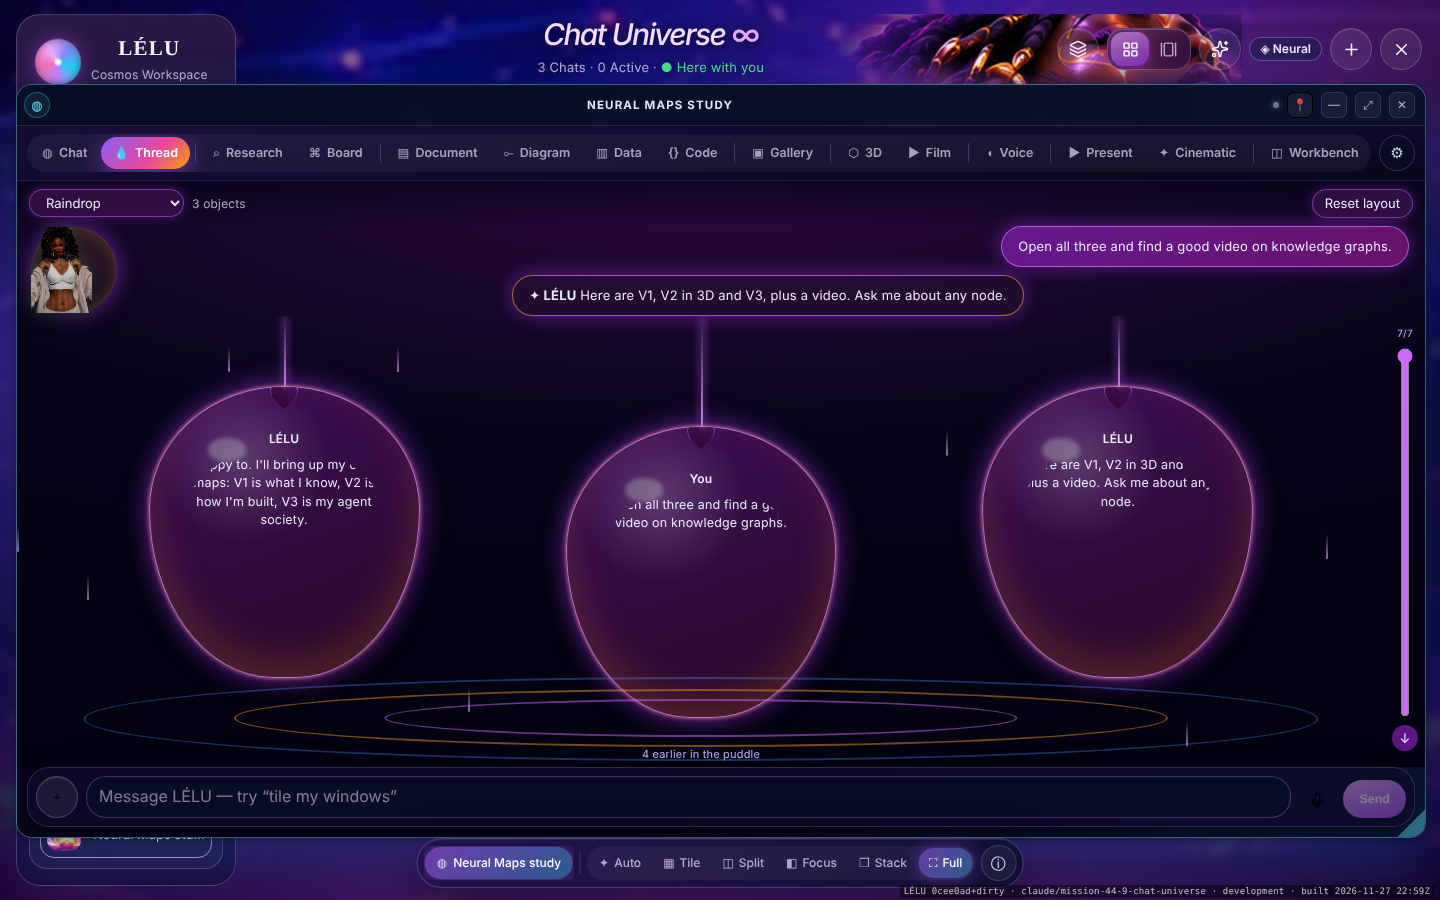 LÉLU
Cosmos Workspace
Chat Universe ∞
3 Chats · 0 Active · ● Here with you
◈ Neural
NEURAL MAPS STUDY
Chat
Thread
Research
Board
Document
Diagram
Data
{} Code
Gallery
3D
Film
Voice
Present
Cinematic
Workbench
Raindrop
3 objects
Reset layout
Open all three and find a good video on knowledge graphs.
✦ LÉLU Here are V1, V2 in 3D and V3, plus a video. Ask me about any node.
7/7
LÉLU
ppy to. I'll bring up my
maps: V1 is what I know, V2 is
how I'm built, V3 is my agent
society.
You
all three and find a
video on knowledge graphs.
LÉLU
are V1, V2 in 3D and
us a video. Ask me about any
node.
4 earlier in the puddle
Message LÉLU — try “tile my windows”
Send
Neural Maps study
Auto
Tile
Split
Focus
Stack
Full
LÉLU 0cee0ad+dirty · claude/mission-44-9-chat-universe · development · built 2026-11-27 22:59Z